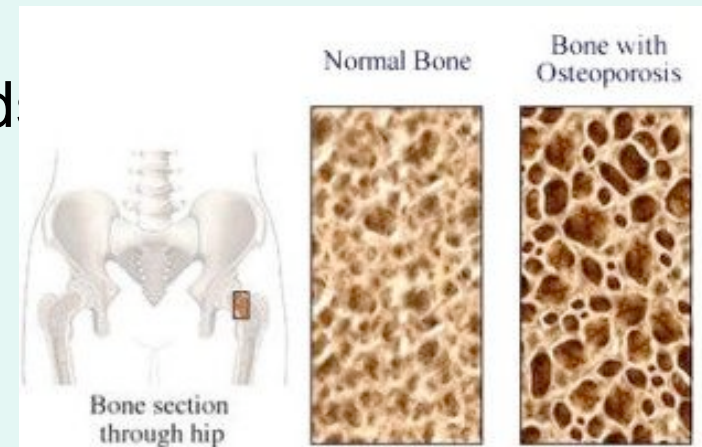 Normal Bone
Bone with
Osteoporosis
Bone section
through hip